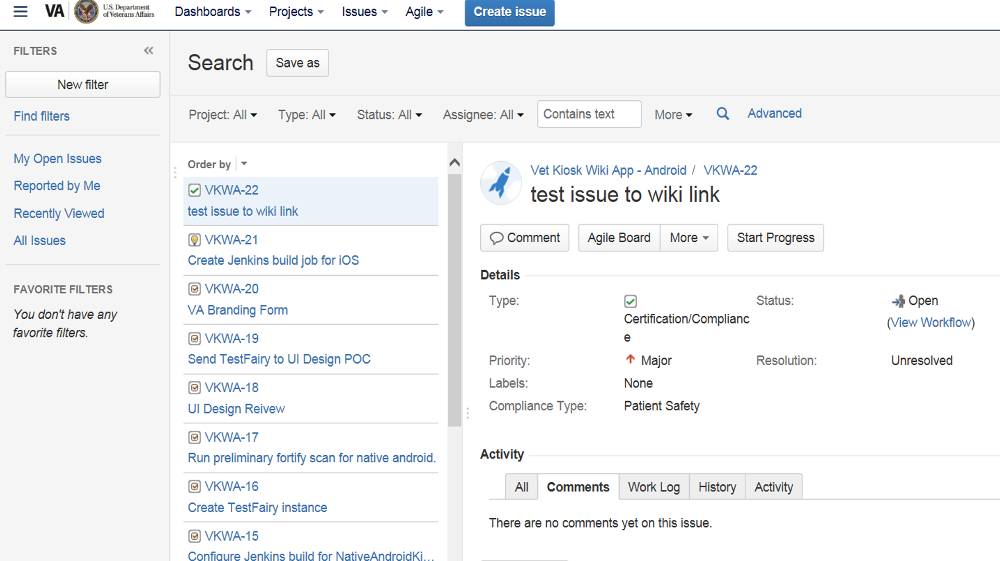 VA U.S. Department of Veterans Affairs Dashboards Projects Issues Agile Create issue
FILTERS
New filter
Find filters
My Open Issues
Reported by Me
Recently Viewed
All Issues
FAVORITE FILTERS
You don't have any
favorite filters.
Search Save as
Project: All Type: All Status: All Assignee: All Contains text More Advanced
Order by
VKWA-22
test issue to wiki link
VKWA-21
Create Jenkins build job for iOS
VKWA-20
VA Branding Form
VKWA-19
Send TestFairy to UI Design POC
VKWA-18
UI Design Reivew
VKWA-17
Run preliminary fortify scan for native android.
VKWA-16
Create TestFairy instance
VKWA-15
Configure Jenkins build for NativeAndroidKi...
Vet Kiosk Wiki App - Android / VKWA-22
test issue to wiki link
Comment Agile Board More Start Progress
Details
Type: Status: Open
Certification/Complianc (View Workflow)
e
Priority: Major Resolution: Unresolved
Labels: None
Compliance Type: Patient Safety
Activity
All Comments Work Log History Activity
There are no comments yet on this issue.